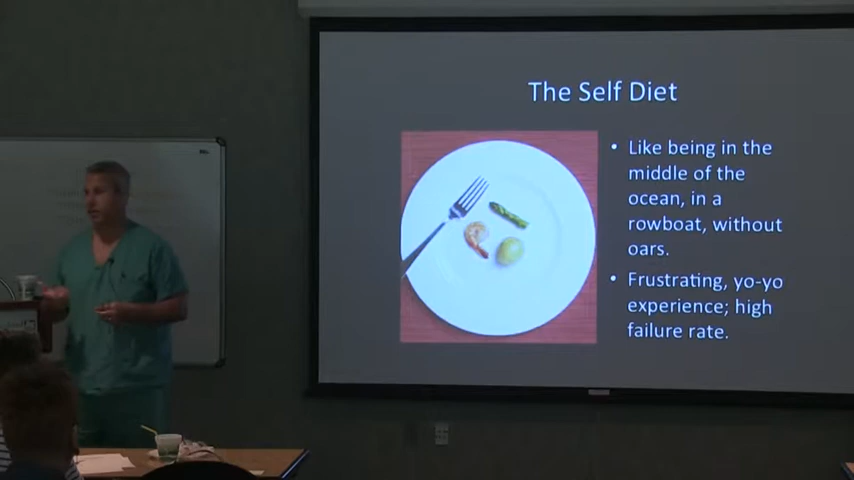 The Self Diet
• Like being in the
middle of the
ocean, in a
rowboat, without
oars.
• Frustrating, yo-yo
experience; high
failure rate.